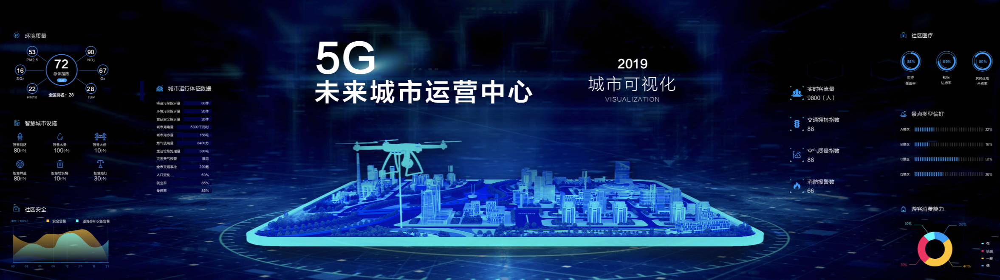 环境质量
53
PM2.5
90
NO₂
16
SO₂
72
总体指数
67
O₃
22
PM10
28
TSP
全国排名：28
智慧城市设施
智慧消防
80(个)
智慧水务
100(个)
智慧大桥
10(个)
智慧井盖
80(个)
智慧垃圾桶
10(个)
智慧路灯
30(个)
社区安全
单位（100%）
安全告警
道路感知设备告警
00 03 06 09 12 15 18 21
城市运行体征数据
噪音污染投诉量 60件
环境污染投诉量 20件
食品安全投诉量 20件
城市用电量 5300千瓦时
城市用水量 158吨
燃气使用量 8400方
生活垃圾处理量 380吨
灾害天气预警 暴雨
全市交通事故 220起
人口变化 60%
就业率 85%
参保率 85%
5G
未来城市运营中心
2019
城市可视化
VISUALIZATION
实时客流量
9800（人）
交通拥挤指数
88
空气质量指数
88
消防报警数
66
社区医疗
85%
医疗
覆盖率
69%
初保
达标率
80%
居民体质
合格率
景点类型偏好
A景区 22%
B景区 16%
C景区 52%
D景区 26%
游客消费能力
10%
20%
30%
40%
强
较强
一般
低